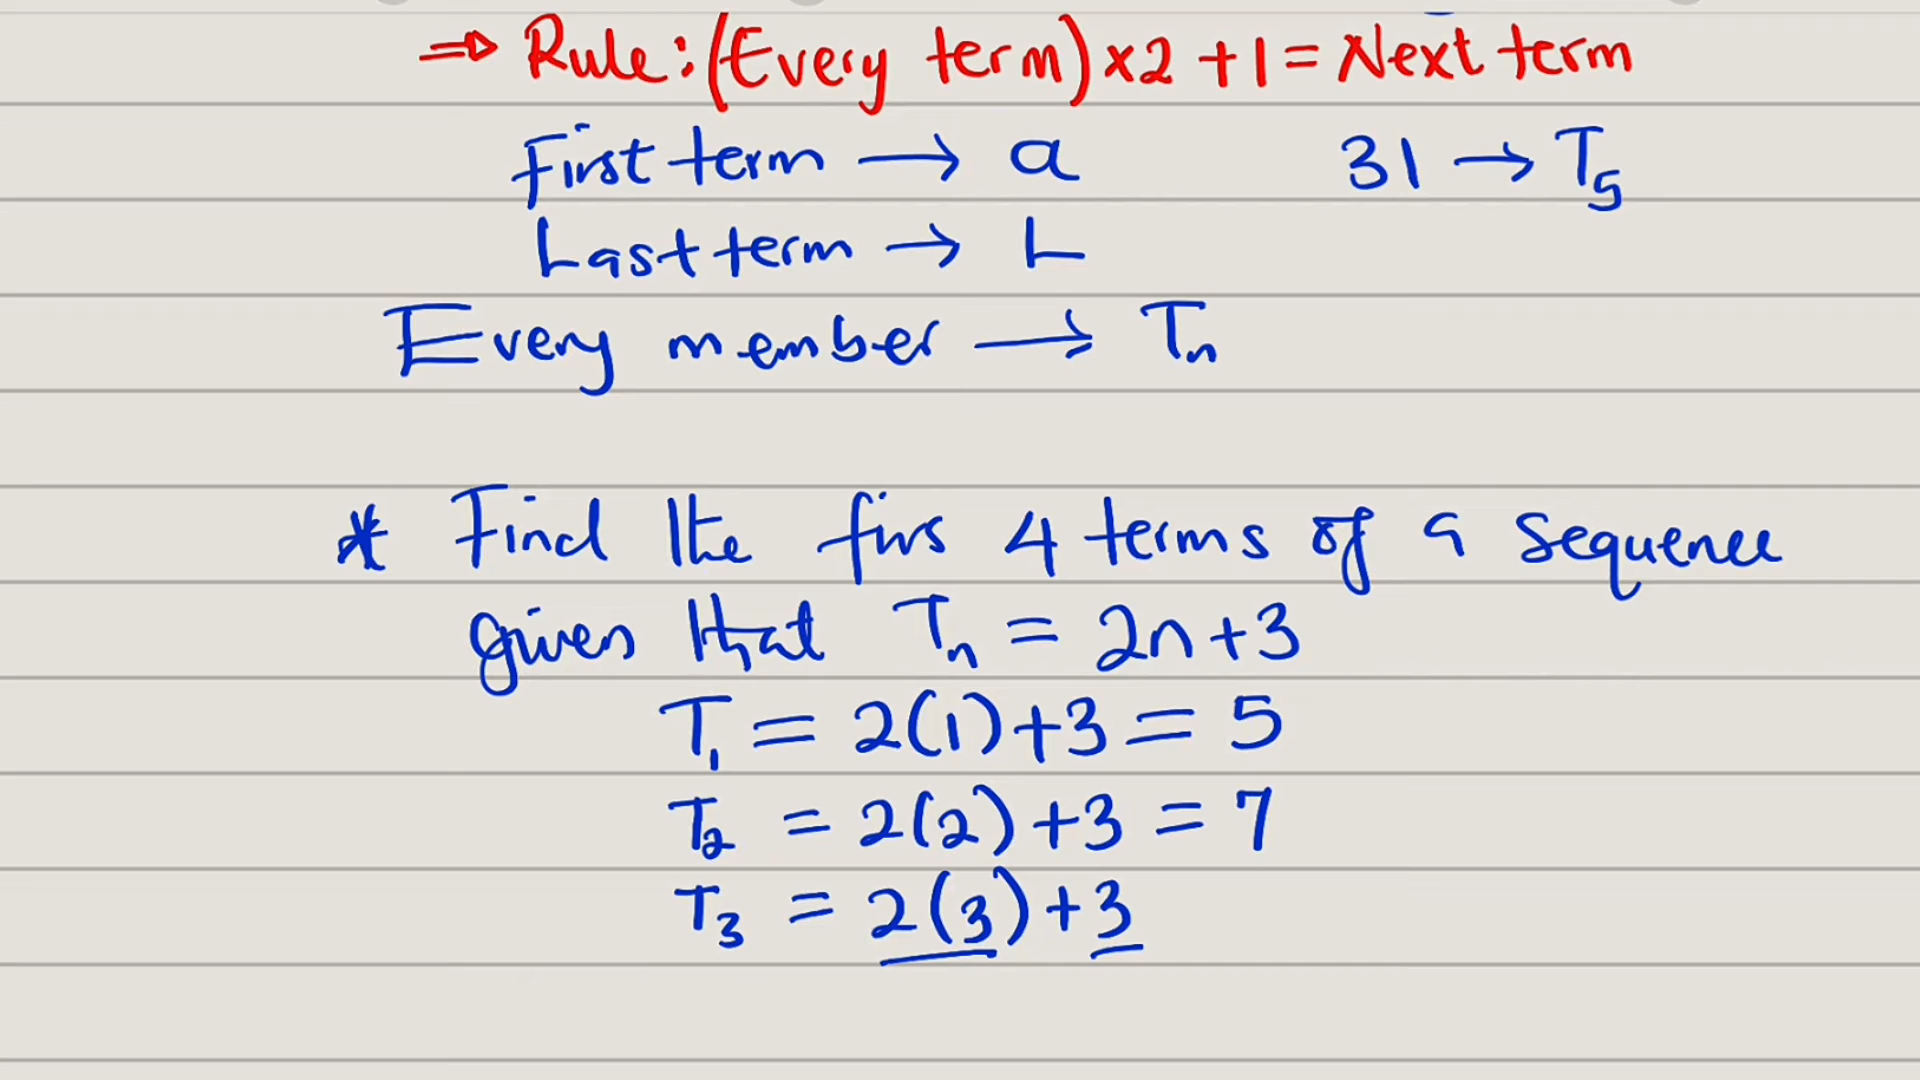 ⇒ Rule: (Every term) ×2 + 1 = Next term
First term → a 31 → T₅
Last term → L
Every member → Tₙ
* Find the firs 4 terms of a sequence
given that Tₙ = 2n + 3
T₁ = 2(1) + 3 = 5
T₂ = 2(2) + 3 = 7
T₃ = 2(3) + 3